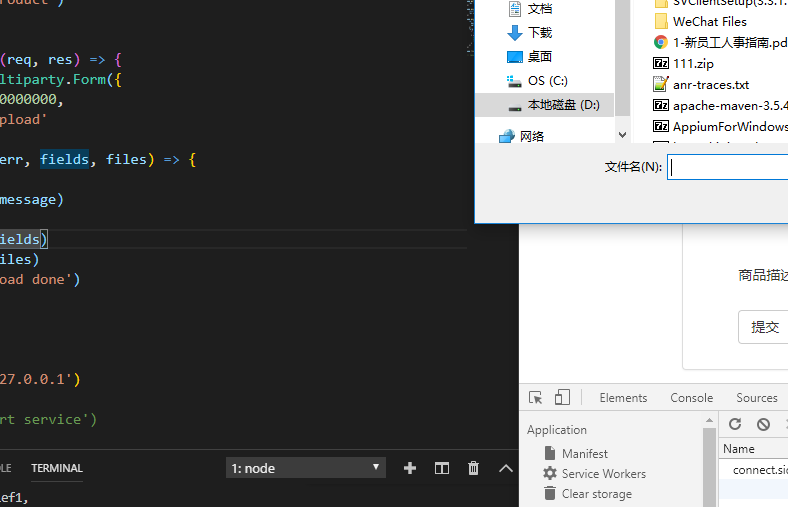 roduct')
(req, res) => {
ltiparty.Form({
0000000,
pload'
err, fields, files) => {
message)
ields)
iles)
oad done')
27.0.0.1')
rt service')
LE TERMINAL 1: node
ef1,
文档
下载
桌面
OS (C:)
本地磁盘 (D:)
网络
SVClientSetup(3.3.1.
WeChat Files
1-新员工人事指南.pd
111.zip
anr-traces.txt
apache-maven-3.5.4
AppiumForWindows
文件名(N):
商品描述
提交
Elements Console Sources
Application
Manifest
Service Workers
Clear storage
Name
connect.sid